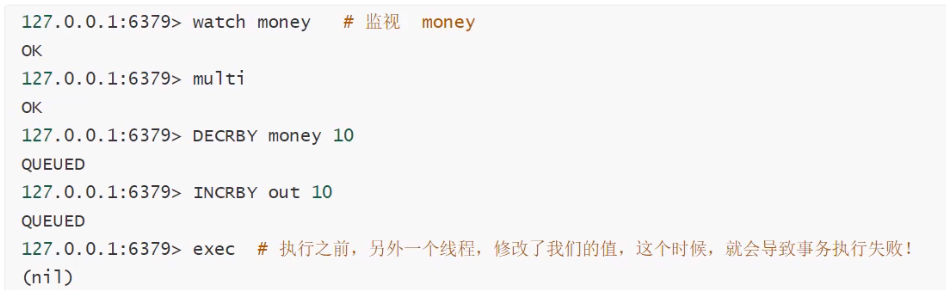 127.0.0.1:6379> watch money   # 监视  money
OK
127.0.0.1:6379> multi
OK
127.0.0.1:6379> DECRBY money 10
QUEUED
127.0.0.1:6379> INCRBY out 10
QUEUED
127.0.0.1:6379> exec  # 执行之前，另外一个线程，修改了我们的值，这个时候，就会导致事务执行失败！
(nil)